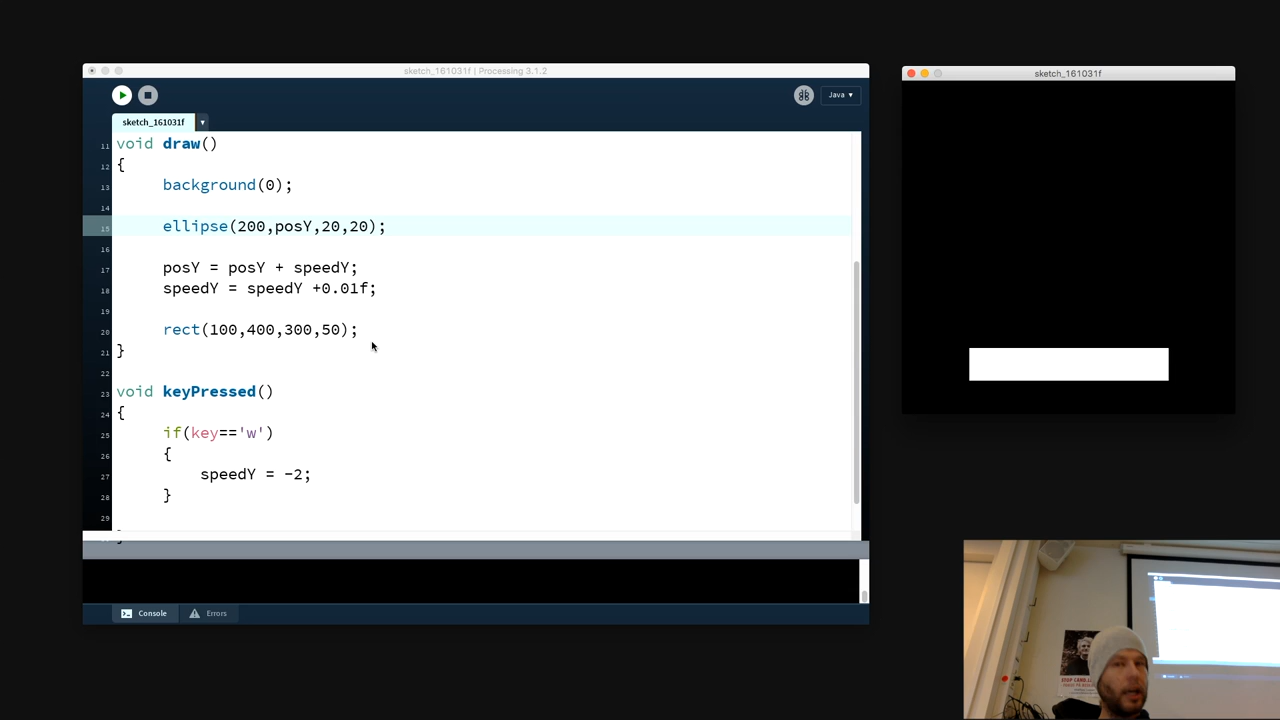 sketch_161031f | Processing 3.1.2
Java ▾
sketch_161031f
11 void draw()
12 {
13 background(0);
14
15 ellipse(200,posY,20,20);
16
17 posY = posY + speedY;
18 speedY = speedY +0.01f;
19
20 rect(100,400,300,50);
21 }
22
23 void keyPressed()
24 {
25 if(key=='w')
26 {
27 speedY = -2;
28 }
29
Console
Errors
sketch_161031f